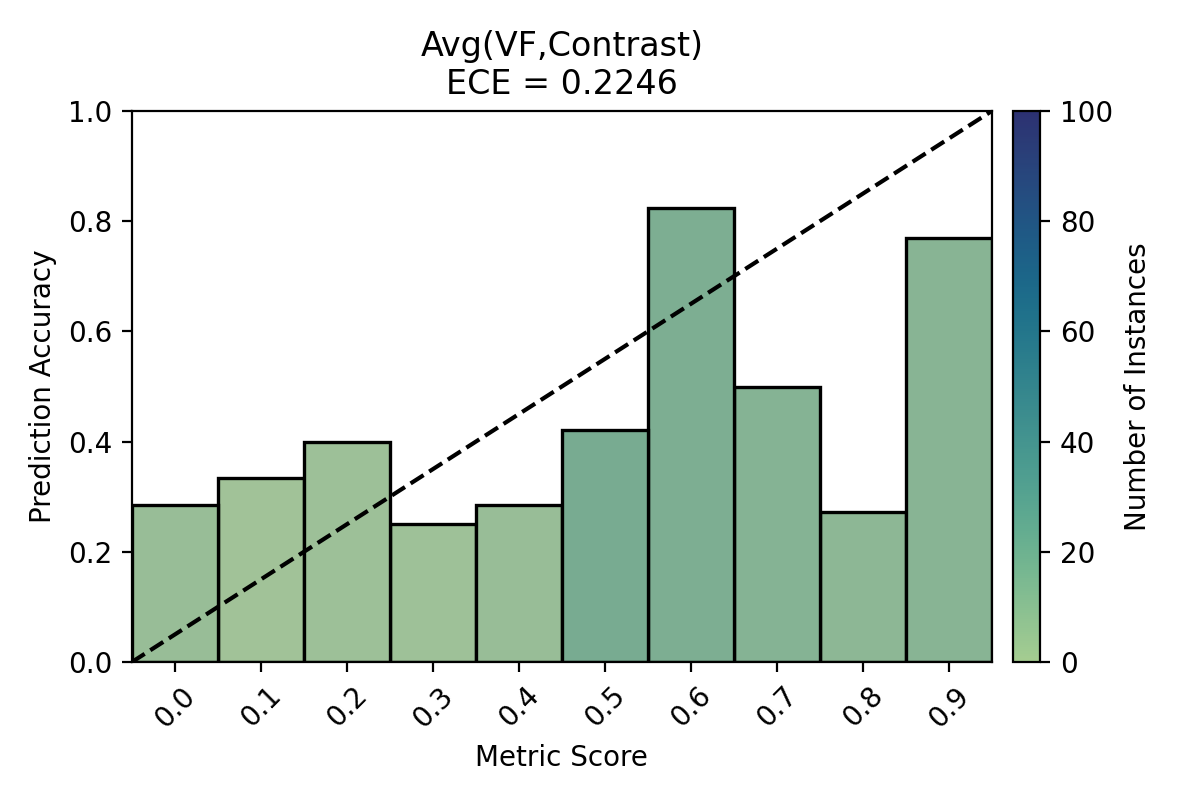 Avg(VF,Contrast)
ECE = 0.2246
Prediction Accuracy
1.0
0.8
0.6
0.4
0.2
0.0
0.0 0.1 0.2 0.3 0.4 0.5 0.6 0.7 0.8 0.9
Metric Score
100
80
60
40
20
0
Number of Instances